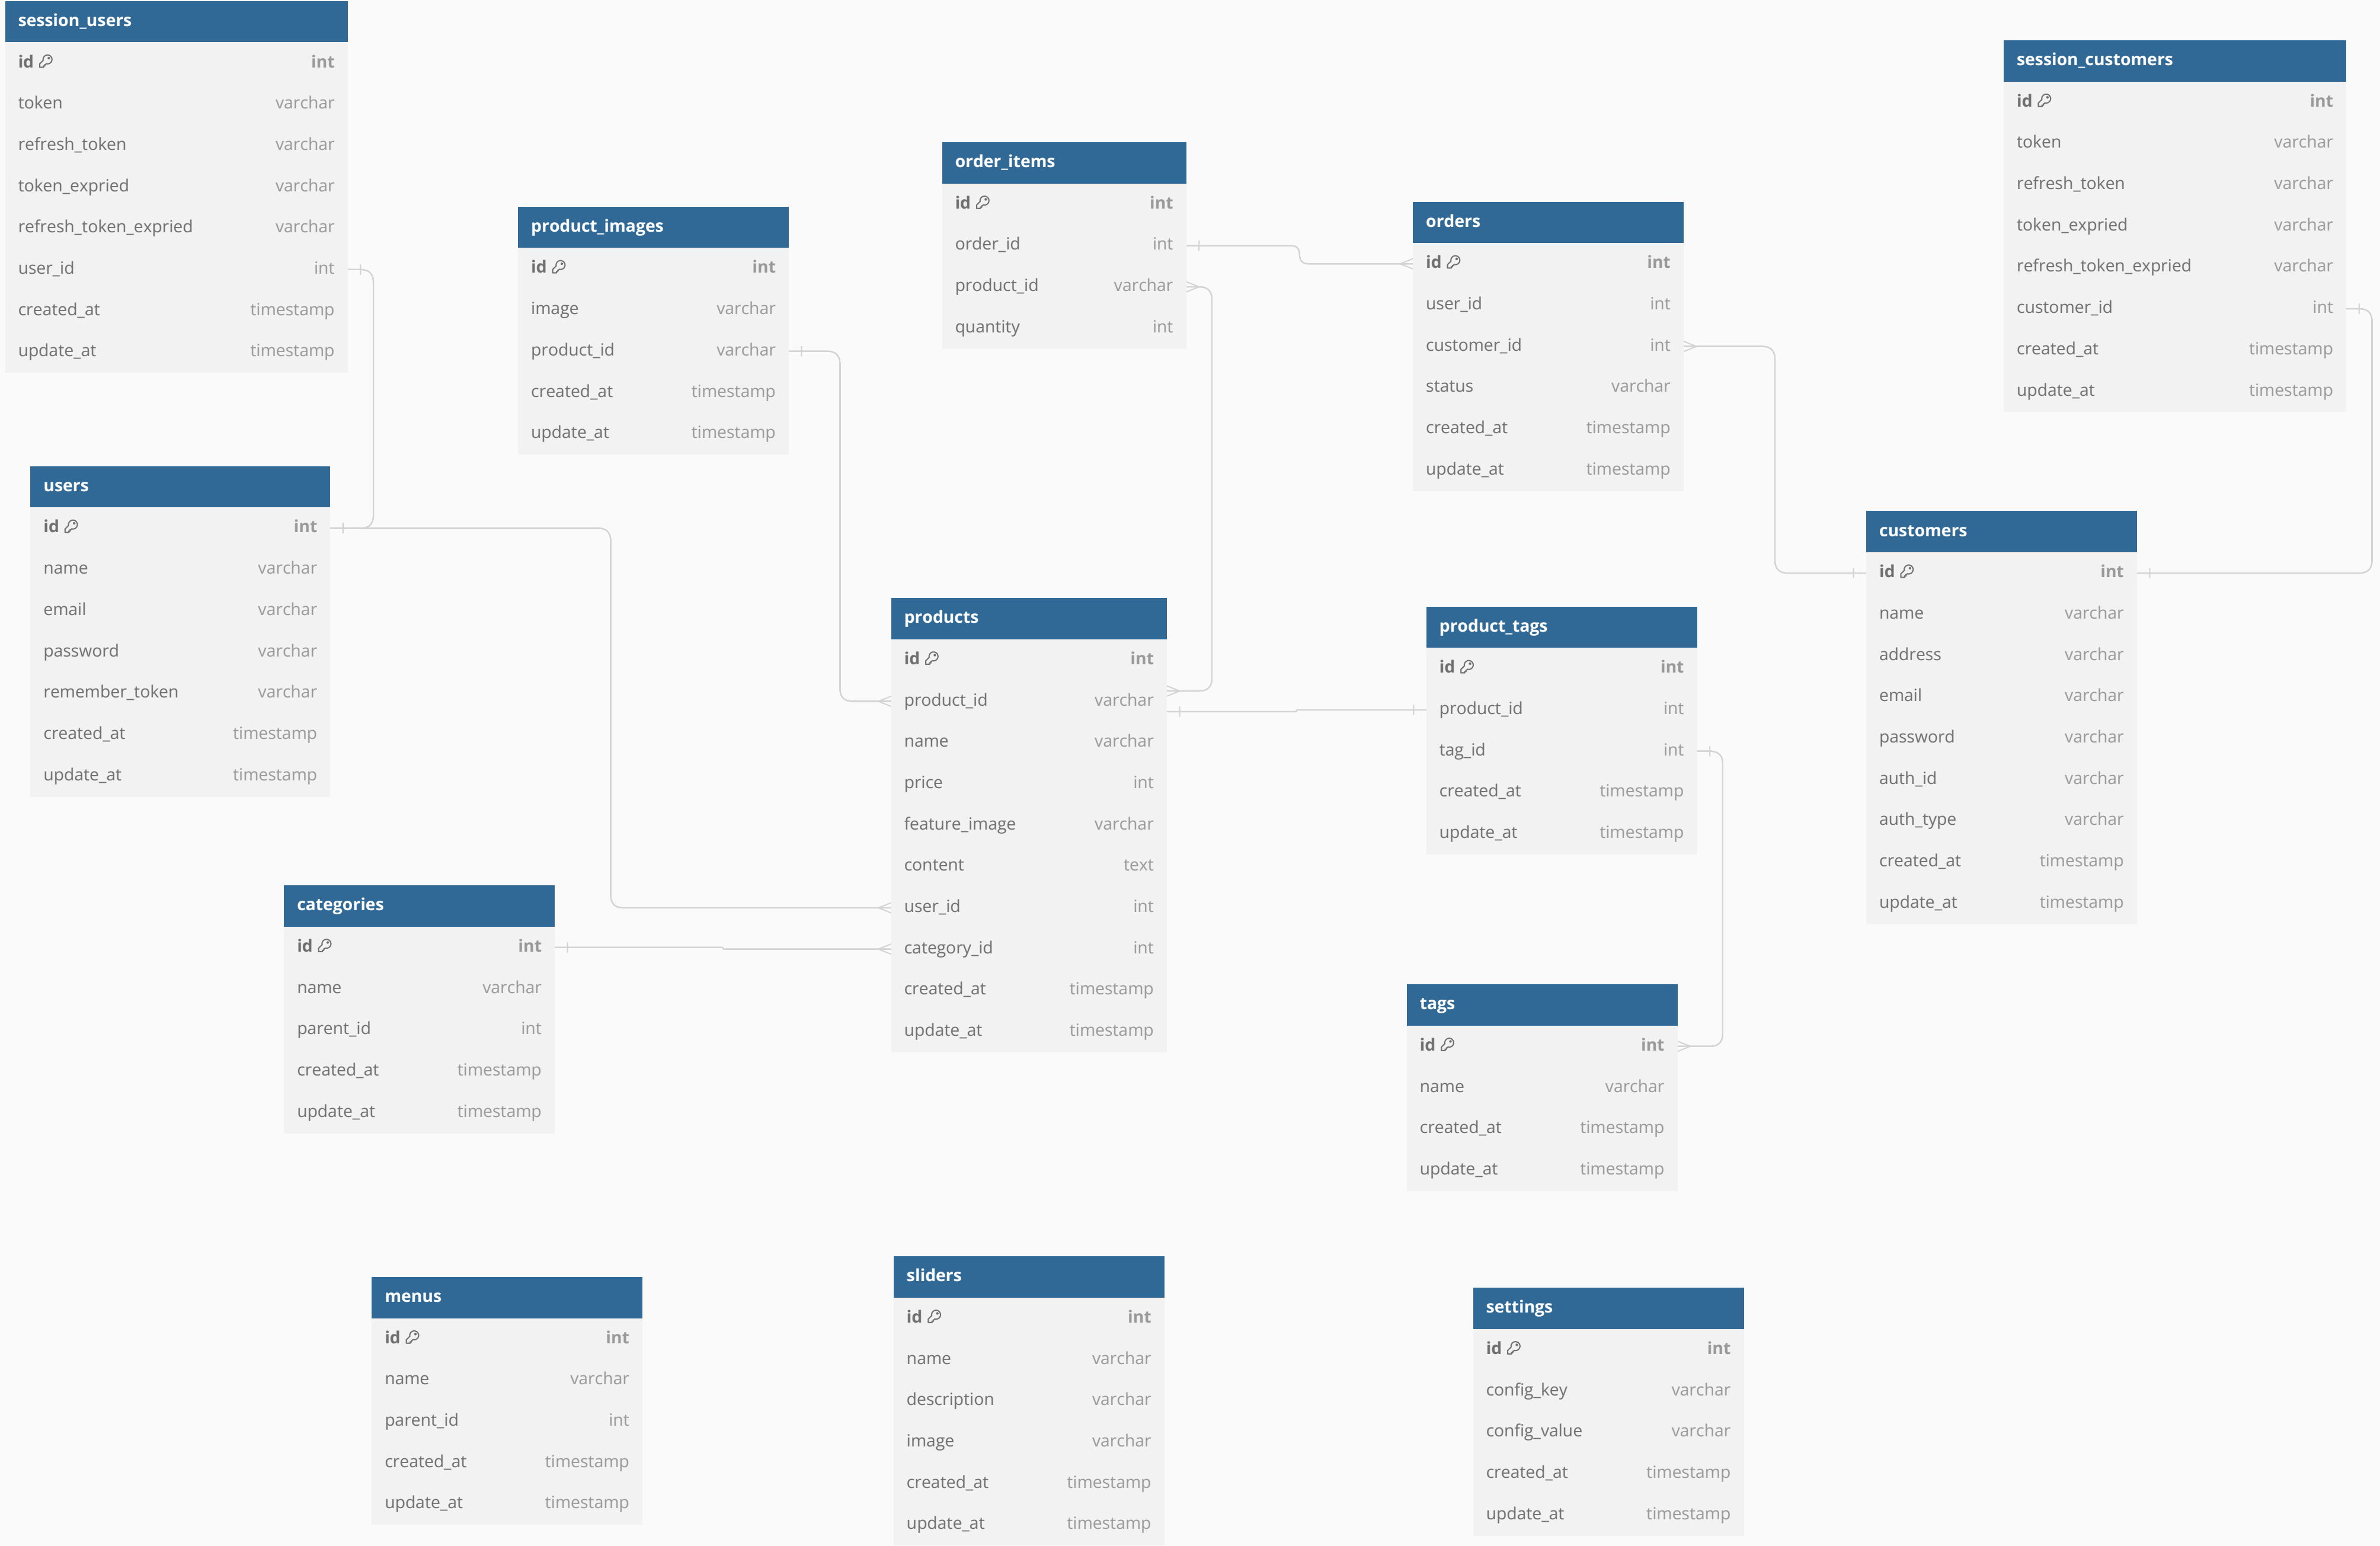 session_users
id int
token varchar
refresh_token varchar
token_expried varchar
refresh_token_expried varchar
user_id int
created_at timestamp
update_at timestamp
users
id int
name varchar
email varchar
password varchar
remember_token varchar
created_at timestamp
update_at timestamp
product_images
id int
image varchar
product_id varchar
created_at timestamp
update_at timestamp
order_items
id int
order_id int
product_id varchar
quantity int
orders
id int
user_id int
customer_id int
status varchar
created_at timestamp
update_at timestamp
session_customers
id int
token varchar
refresh_token varchar
token_expried varchar
refresh_token_expried varchar
customer_id int
created_at timestamp
update_at timestamp
customers
id int
name varchar
address varchar
email varchar
password varchar
auth_id varchar
auth_type varchar
created_at timestamp
update_at timestamp
products
id int
product_id varchar
name varchar
price int
feature_image varchar
content text
user_id int
category_id int
created_at timestamp
update_at timestamp
product_tags
id int
product_id int
tag_id int
created_at timestamp
update_at timestamp
categories
id int
name varchar
parent_id int
created_at timestamp
update_at timestamp
tags
id int
name varchar
created_at timestamp
update_at timestamp
menus
id int
name varchar
parent_id int
created_at timestamp
update_at timestamp
sliders
id int
name varchar
description varchar
image varchar
created_at timestamp
update_at timestamp
settings
id int
config_key varchar
config_value varchar
created_at timestamp
update_at timestamp